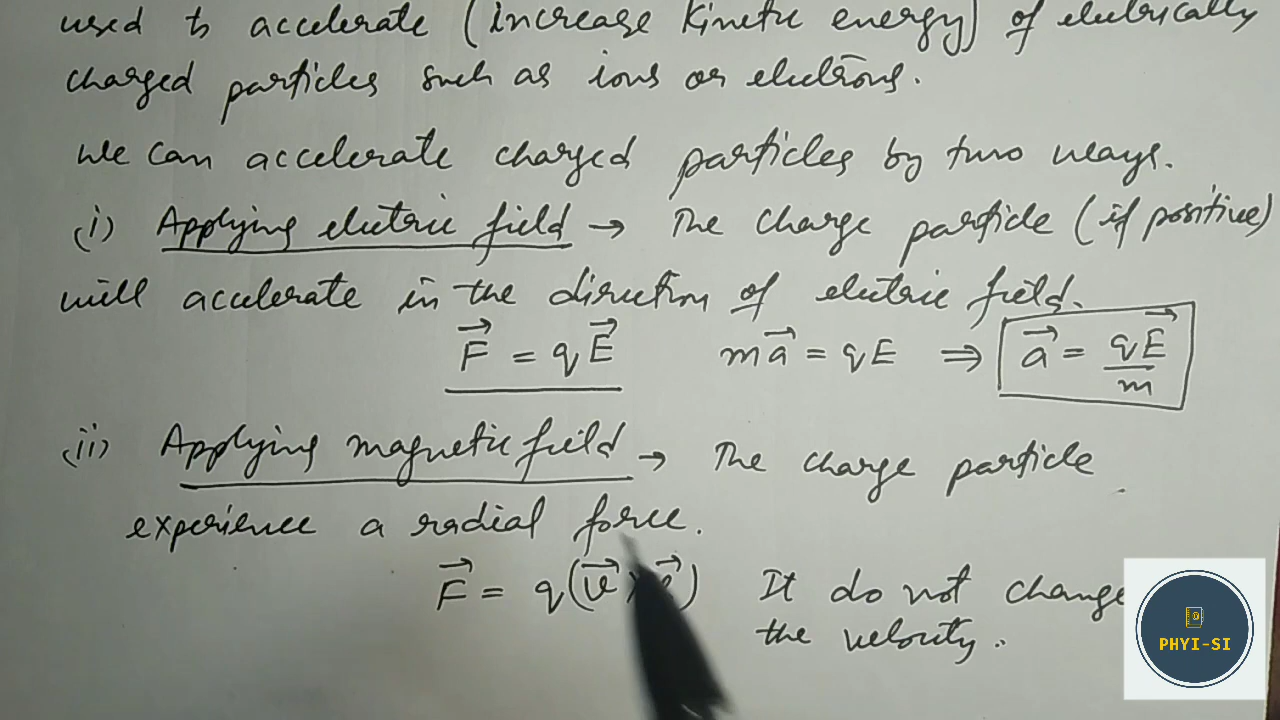 used to accelerate (increase kinetic energy) of electrically
charged particles such as ions or electrons.
We can accelerate charged particles by two ways.
(i) Applying electric field → The charge particle (if positive)
will accelerate in the direction of electric field.
F⃗ = qE⃗ ma⃗ = qE ⇒ a⃗ = qE⃗/m
(ii) Applying magnetic field → The charge particle
experience a radial force.
F⃗ = q(v⃗ × ) It do not change
the velocity.
PHYI-SI